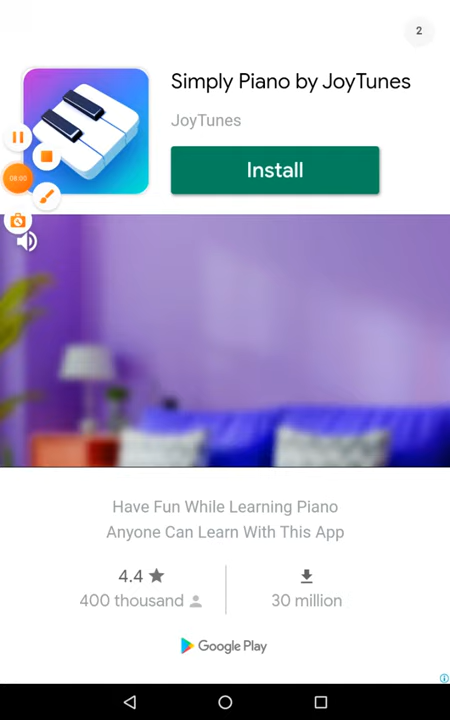 2
Simply Piano by JoyTunes
JoyTunes
Install
08:00
Have Fun While Learning Piano
Anyone Can Learn With This App
4.4
400 thousand
30 million
Google Play